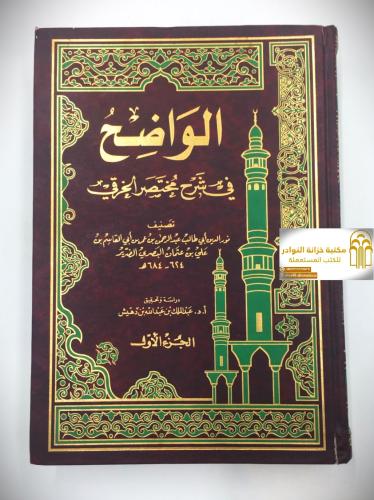 الواضح
في شرح مختصر الخرقي
تصنيف
نور الدين أبي طالب عبد الرحمن بن عمر بن أبي القاسم بن
علي بن عثمان البصري الضرير
٦٢٤ - ٦٨٤ هـ
دراسة وتحقيق
أ.د. عبد الملك بن عبد الله بن دهيش
الجزء الأول
مكتبة خزانة النوادر
للكتب المستعملة